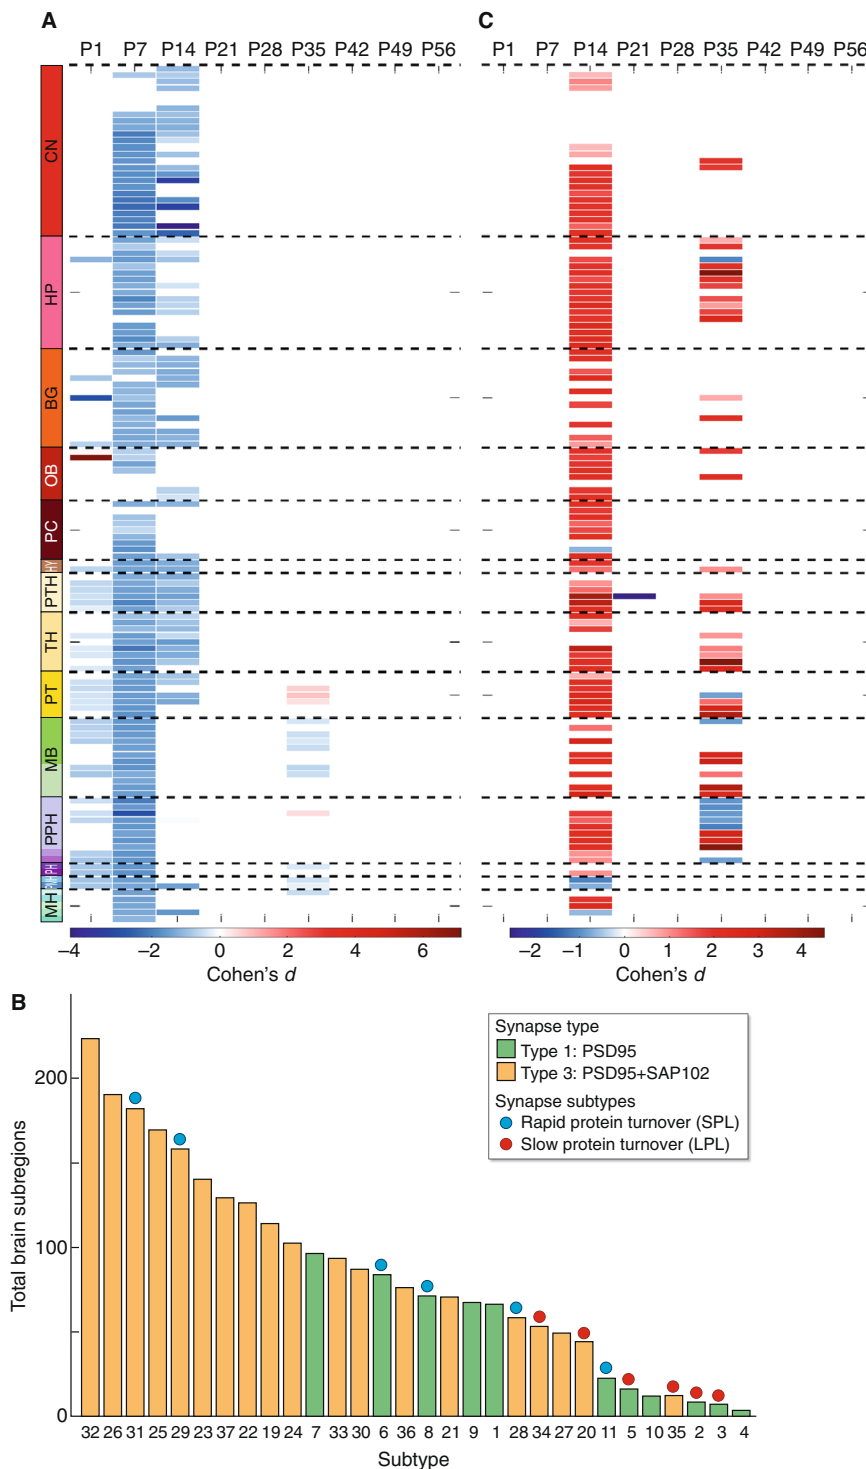 A
P1 P7 P14 P21 P28 P35 P42 P49 P56
CN
HP
BG
OB
PC
HY
PTH
TH
PT
MB
PPH
PH
MH
−4 −2 0 2 4 6
Cohen's d
C
P1 P7 P14 P21 P28 P35 P42 P49 P56
−2 −1 0 1 2 3 4
Cohen's d
B
Synapse type
Type 1: PSD95
Type 3: PSD95+SAP102
Synapse subtypes
Rapid protein turnover (SPL)
Slow protein turnover (LPL)
Total brain subregions
200
100
0
32 26 31 25 29 23 37 22 19 24 7 33 30 6 36 8 21 9 1 28 34 27 20 11 5 10 35 2 3 4
Subtype